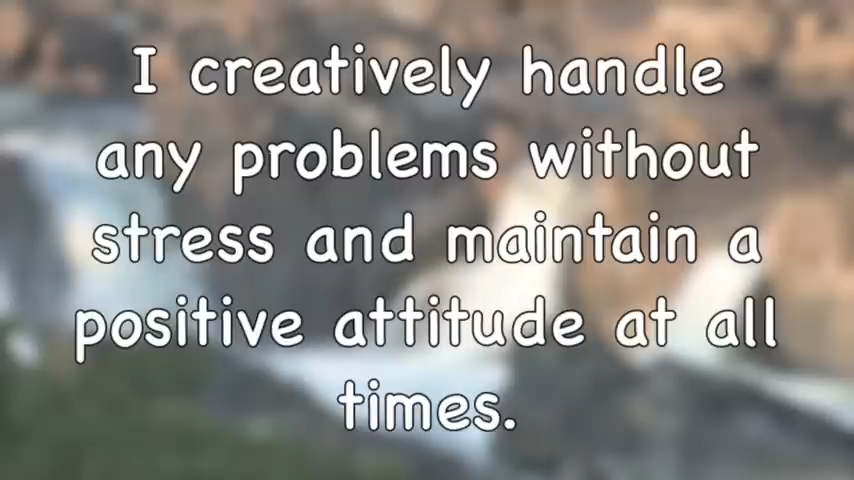 I creatively handle
any problems without
stress and maintain a
positive attitude at all
times.